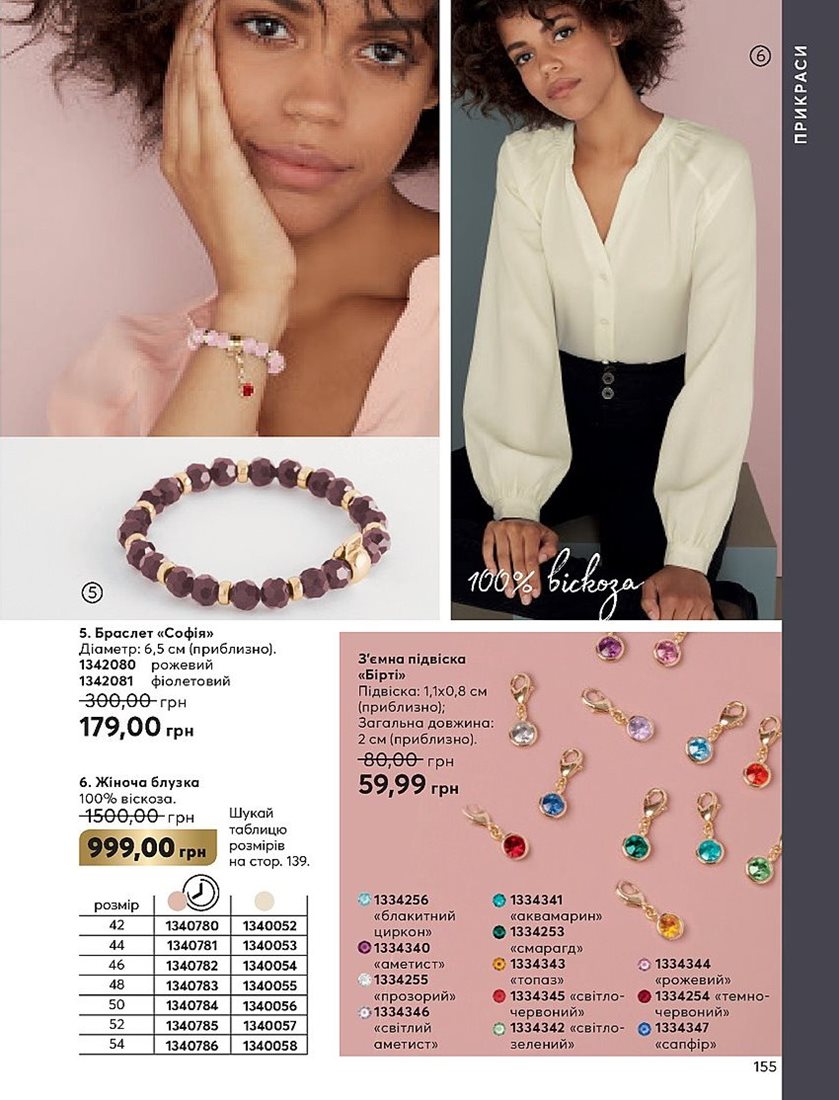 ПРИКРАСИ
6
100% віскоза
5
5. Браслет «Софія»
Діаметр: 6,5 см (приблизно).
1342080 рожевий
1342081 фіолетовий
300,00 грн
179,00 грн
6. Жіноча блузка
100% віскоза.
1500,00 грн
999,00 грн
Шукай
таблицю
розмірів
на стор. 139.
розмір
42 1340780 1340052
44 1340781 1340053
46 1340782 1340054
48 1340783 1340055
50 1340784 1340056
52 1340785 1340057
54 1340786 1340058
З'ємна підвіска
«Бірті»
Підвіска: 1,1х0,8 см
(приблизно);
Загальна довжина:
2 см (приблизно).
80,00 грн
59,99 грн
1334256
«блакитний
циркон»
1334340
«аметист»
1334255
«прозорий»
1334346
«світлий
аметист»
1334341
«аквамарин»
1334253
«смарагд»
1334343
«топаз»
1334345 «світло-
червоний»
1334342 «світло-
зелений»
1334344
«рожевий»
1334254 «темно-
червоний»
1334347
«сапфір»
155